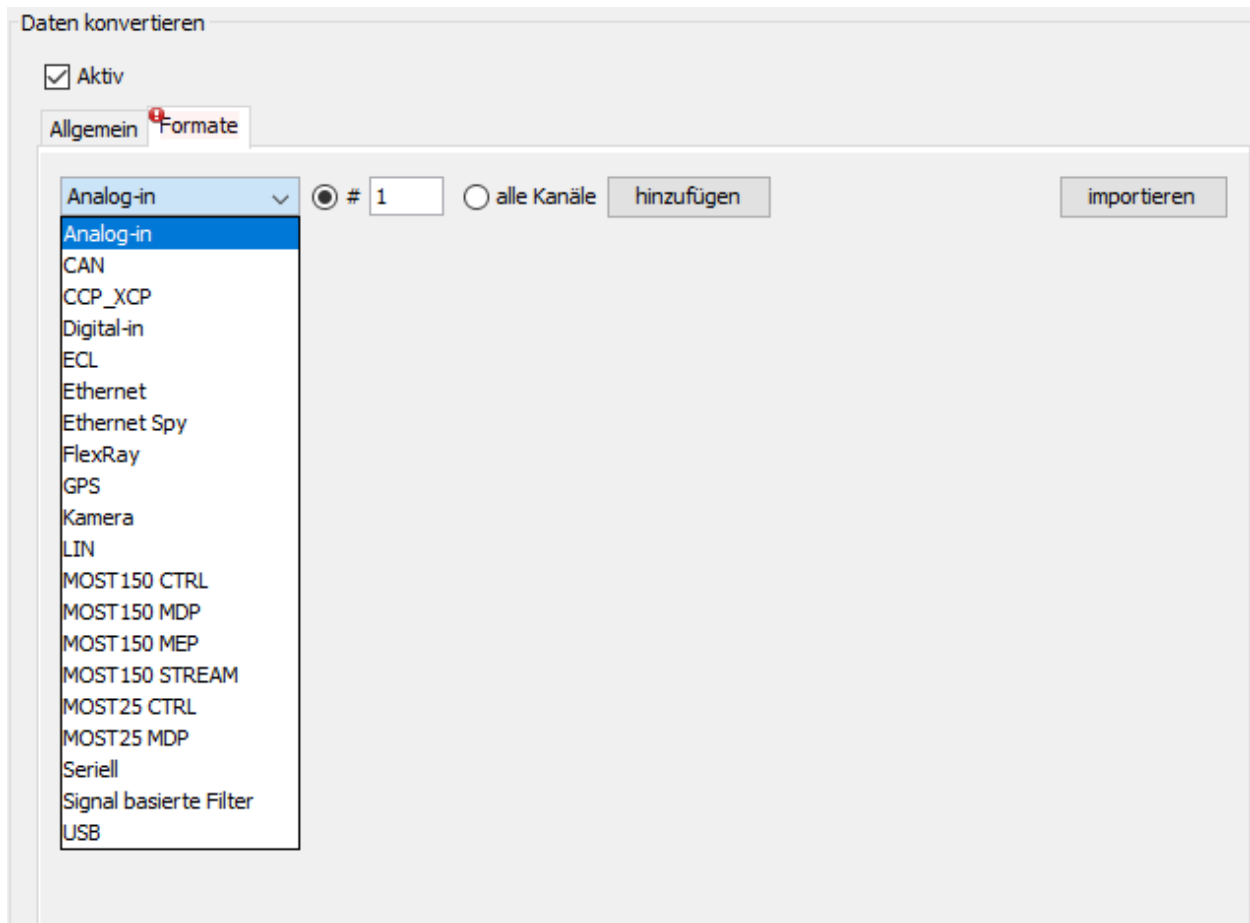 Daten konvertieren
Aktiv
Allgemein Formate
Analog-in # 1 alle Kanäle hinzufügen importieren
Analog-in
CAN
CCP_XCP
Digital-in
ECL
Ethernet
Ethernet Spy
FlexRay
GPS
Kamera
LIN
MOST150 CTRL
MOST150 MDP
MOST150 MEP
MOST150 STREAM
MOST25 CTRL
MOST25 MDP
Seriell
Signal basierte Filter
USB